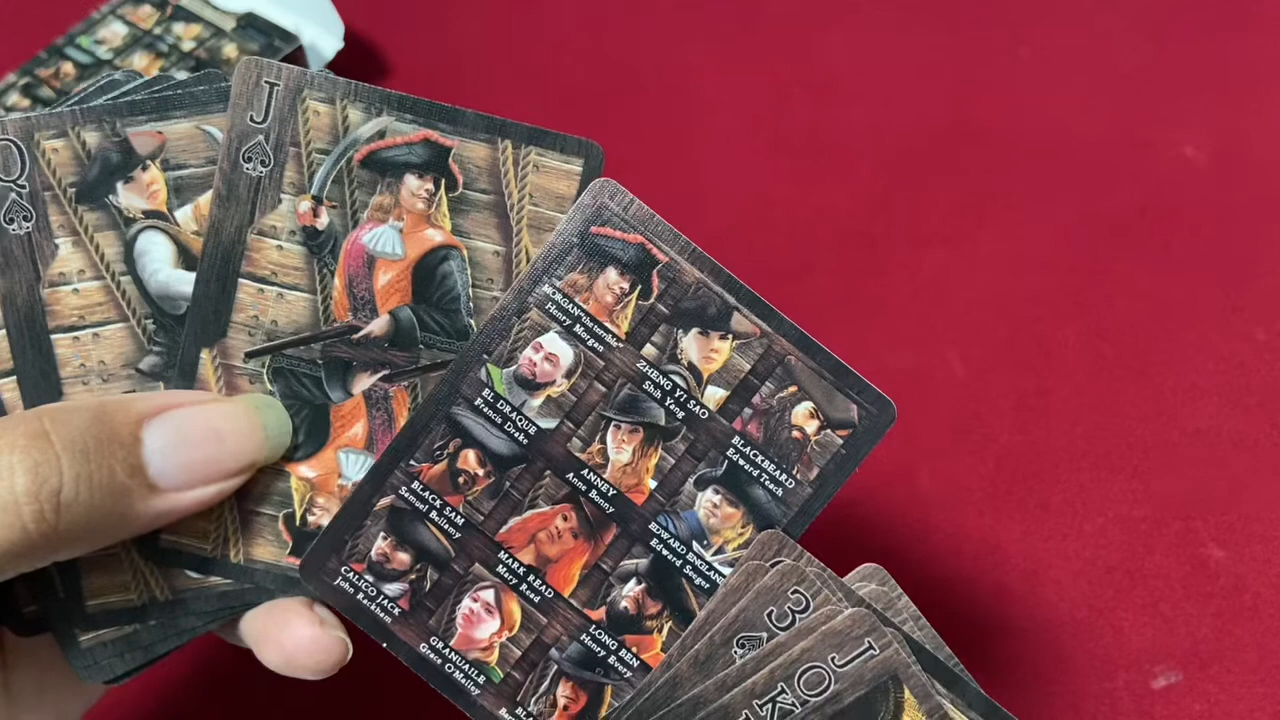 Q
J
MORGAN "the terrible"
Henry Morgan
ZHENG YI SAO
Shih Yang
BLACKBEARD
Edward Teach
EL DRAQUE
Francis Drake
ANNEY
Anne Bonny
EDWARD ENGLAND
Edward Seeger
BLACK SAM
Samuel Bellamy
MARK READ
Mary Read
LONG BEN
Henry Every
CALICO JACK
John Rackham
GRANUAILE
Grace O'Malley
3
JOK